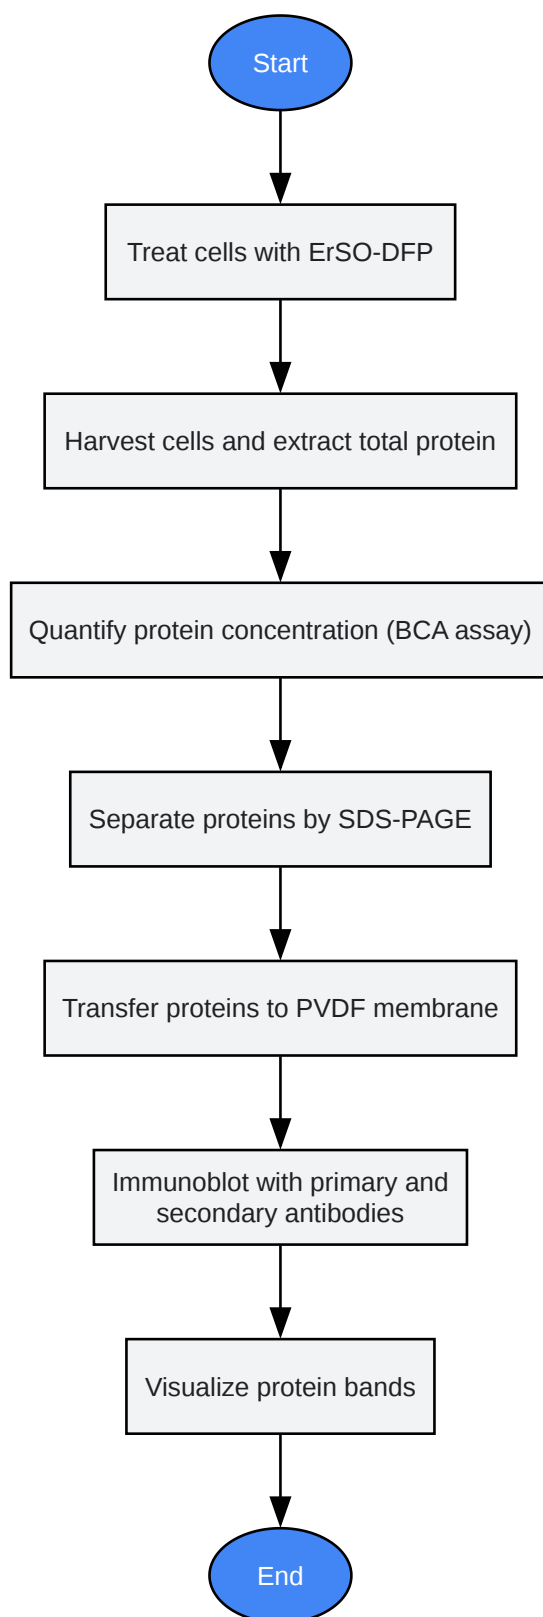 Start
Treat cells with ErSO-DFP
Harvest cells and extract total protein
Quantify protein concentration (BCA assay)
Separate proteins by SDS-PAGE
Transfer proteins to PVDF membrane
Immunoblot with primary and
secondary antibodies
Visualize protein bands
End